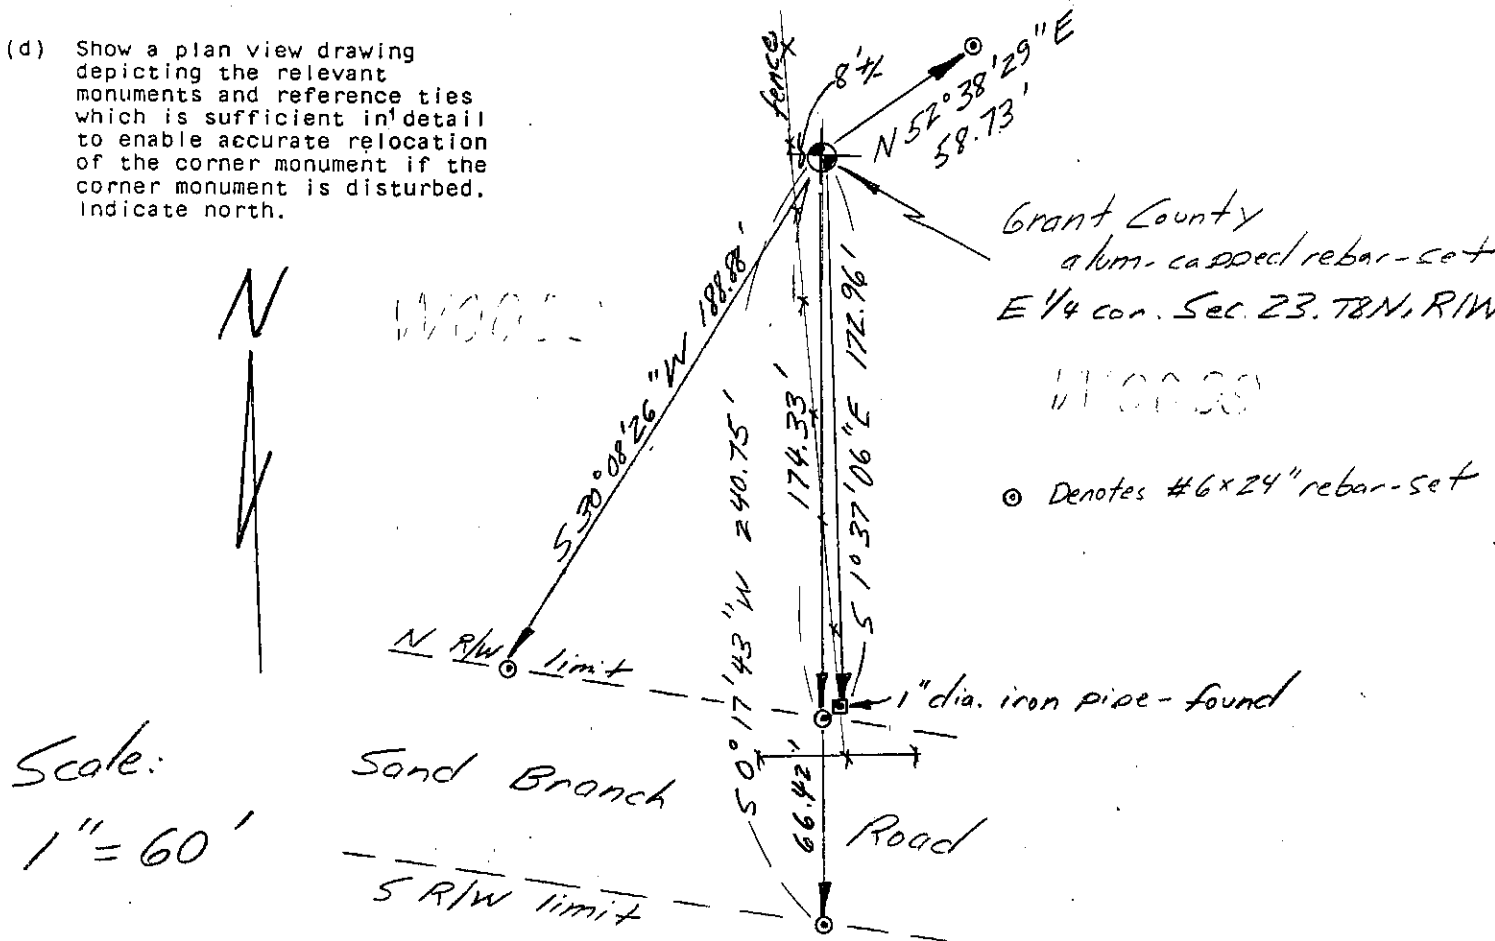 (d) Show a plan view drawing
depicting the relevant
monuments and reference ties
which is sufficient in detail
to enable accurate relocation
of the corner monument if the
corner monument is disturbed.
Indicate north.
fence
8'+/-
N 52° 38' 29" E
58.73'
Grant County
alum-capped rebar-set
E 1/4 cor. Sec. 23. T8N, R1W
N
WOODS
S 30° 08' 26" W 188.88'
S 0° 17' 43" W 240.75'
174.33'
S 1° 37' 06" E 172.96'
WOODS
Denotes #6x24" rebar-set
N R/W limit
1" dia. iron pipe-found
Scale:
1" = 60'
Sand Branch Road
66.42'
S R/W limit